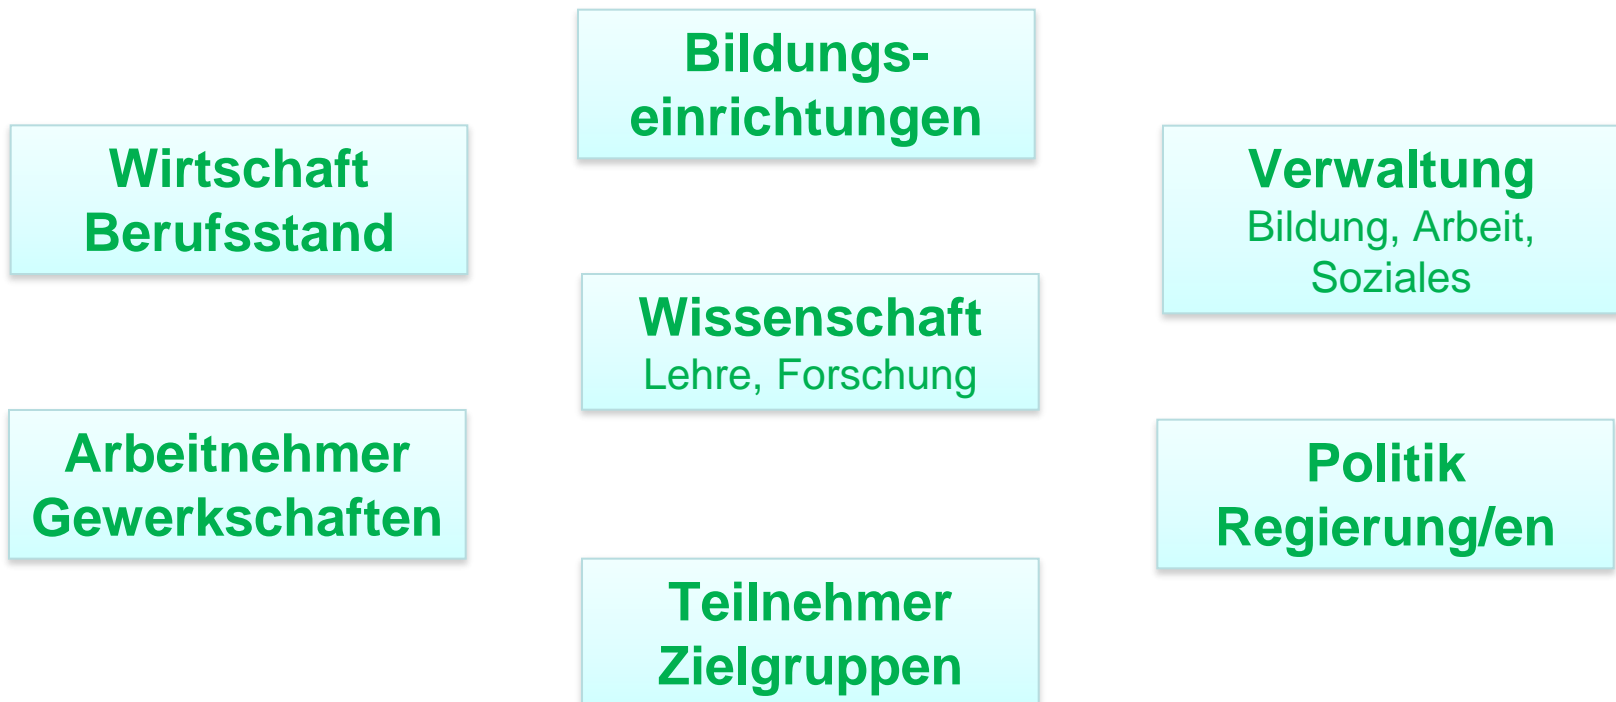 Bildungs-
einrichtungen
Wirtschaft
Berufsstand
Verwaltung
Bildung, Arbeit,
Soziales
Wissenschaft
Lehre, Forschung
Arbeitnehmer
Gewerkschaften
Politik
Regierung/en
Teilnehmer
Zielgruppen